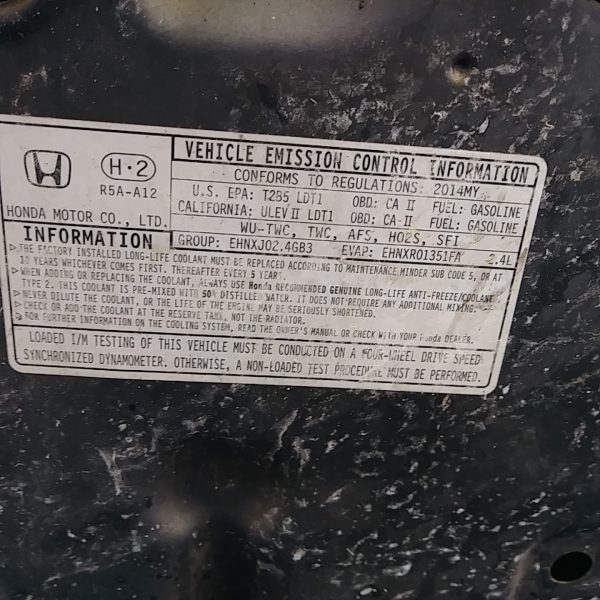 VEHICLE EMISSION CONTROL INFORMATION
H·2
R5A-A12
HONDA MOTOR CO., LTD.
CONFORMS TO REGULATIONS: 2014MY
U.S. EPA: T2B5 LDT1 OBD: CA II FUEL: GASOLINE
CALIFORNIA: ULEV II LDT1 OBD: CA-II FUEL: GASOLINE
WU-TWC, TWC, AFS, HO2S, SFI
GROUP: EHNXJ02.4GB3 EVAP: EHNXR01351FA 2.4L
INFORMATION
▷THE FACTORY INSTALLED LONG-LIFE COOLANT MUST BE REPLACED ACCORDING TO MAINTENANCE MINDER SUB CODE 5, OR AT
10 YEARS WHICHEVER COMES FIRST. THEREAFTER EVERY 5 YEARS.
▷WHEN ADDING OR REPLACING THE COOLANT, ALWAYS USE Honda RECOMMENDED GENUINE LONG-LIFE ANTI-FREEZE/COOLANT
TYPE 2. THIS COOLANT IS PRE-MIXED WITH 50% DISTILLED WATER. IT DOES NOT REQUIRE ANY ADDITIONAL MIXING.
▷NEVER DILUTE THE COOLANT, OR THE LIFE OF THE ENGINE MAY BE SERIOUSLY SHORTENED.
▷CHECK OR ADD THE COOLANT AT THE RESERVE TANK, NOT THE RADIATOR.
▷FOR FURTHER INFORMATION ON THE COOLING SYSTEM, READ THE OWNER'S MANUAL OR CHECK WITH YOUR Honda DEALER.
LOADED I/M TESTING OF THIS VEHICLE MUST BE CONDUCTED ON A FOUR-WHEEL DRIVE SPEED
SYNCHRONIZED DYNAMOMETER. OTHERWISE, A NON-LOADED TEST PROCEDURE MUST BE PERFORMED.